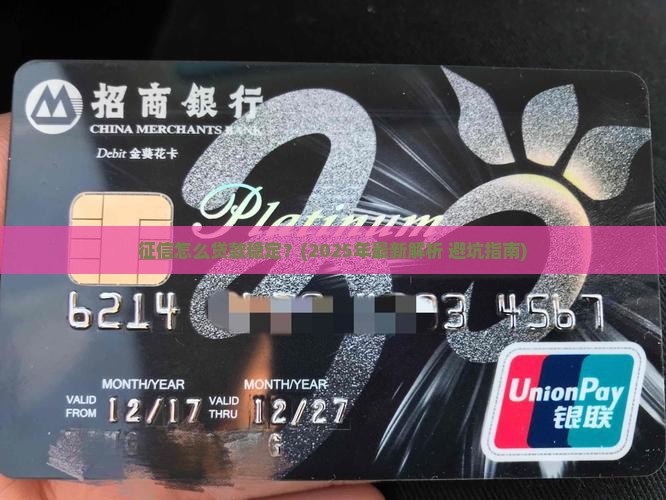 招商銀行
CHINA MERCHANTS BANK
Debit 金葵花卡
Platinum
征信怎么贷款稳定？(2025年最新解析 避坑指南)
6214 03 4567
MONTH/YEAR MONTH/YEAR
VALID FROM 12/17 VALID THRU 12/27
G
UnionPay
银联